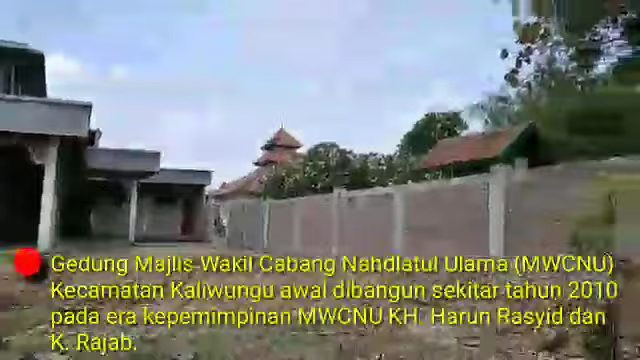 Gedung Majlis Wakil Cabang Nahdlatul Ulama (MWCNU)
Kecamatan Kaliwungu awal dibangun sekitar tahun 2010
pada era kepemimpinan MWCNU KH. Harun Rasyid dan
K. Rajab.